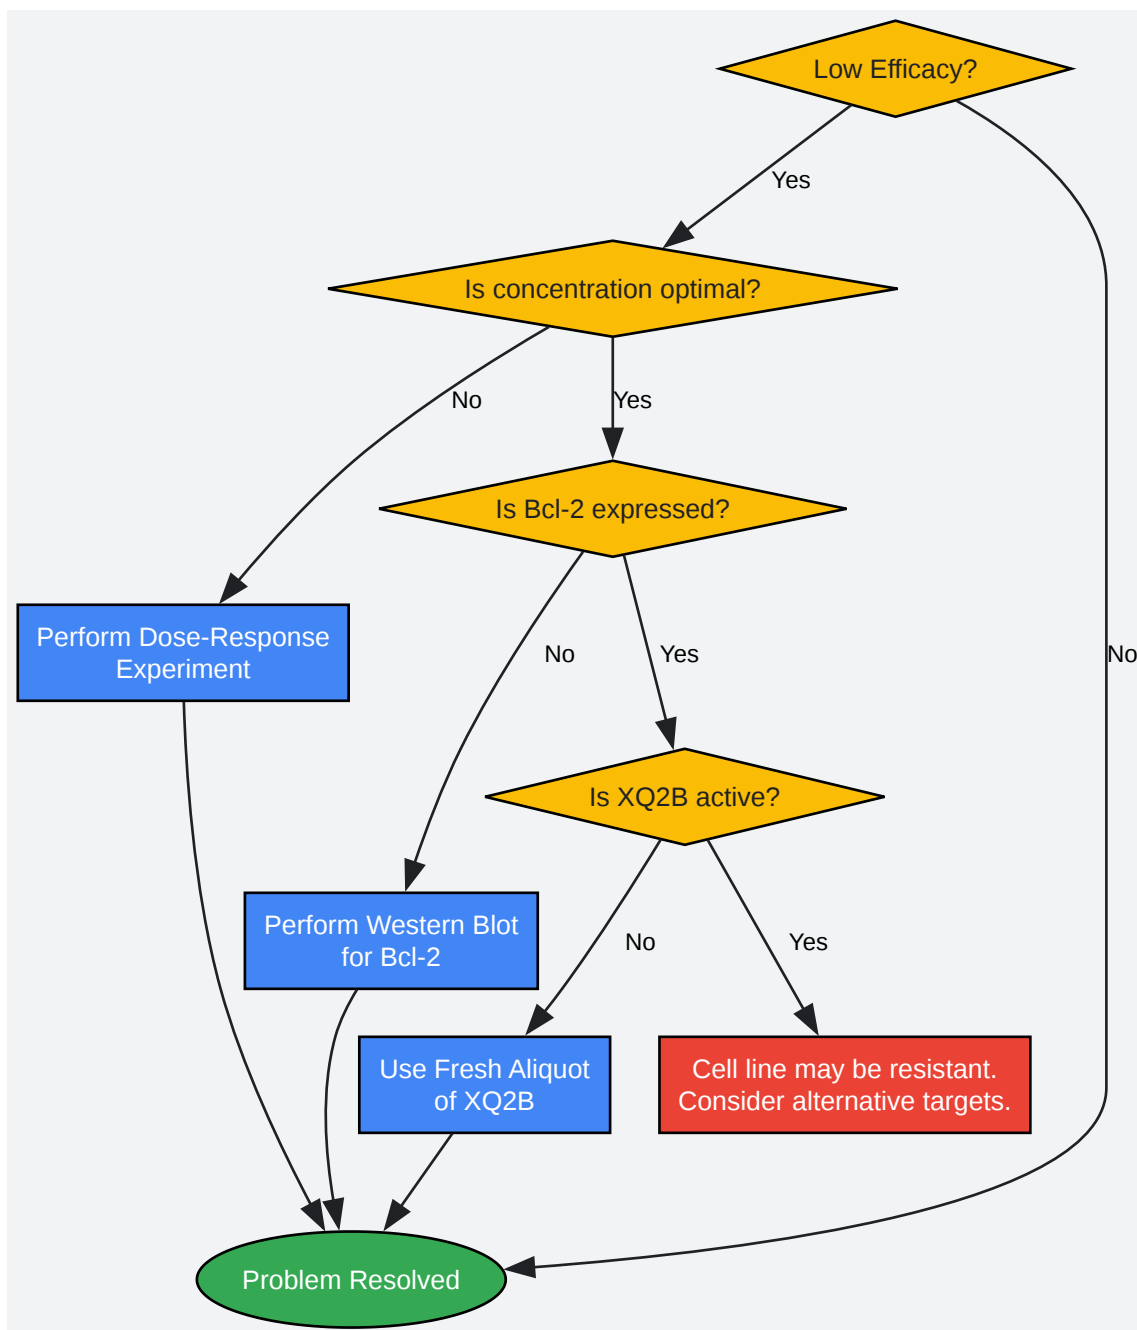 Low Efficacy?
Yes
Is concentration optimal?
No
Yes
Is Bcl-2 expressed?
Perform Dose-Response
Experiment
No
Yes
No
Is XQ2B active?
Perform Western Blot
for Bcl-2
No
Yes
Use Fresh Aliquot
of XQ2B
Cell line may be resistant.
Consider alternative targets.
Problem Resolved